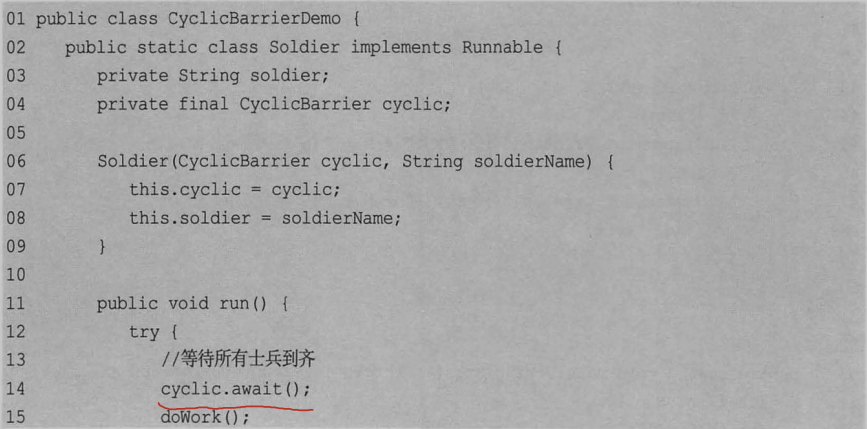 01 public class CyclicBarrierDemo {
02    public static class Soldier implements Runnable {
03       private String soldier;
04       private final CyclicBarrier cyclic;
05
06       Soldier(CyclicBarrier cyclic, String soldierName) {
07          this.cyclic = cyclic;
08          this.soldier = soldierName;
09       }
10
11       public void run() {
12          try {
13             //等待所有士兵到齐
14             cyclic.await();
15             doWork();